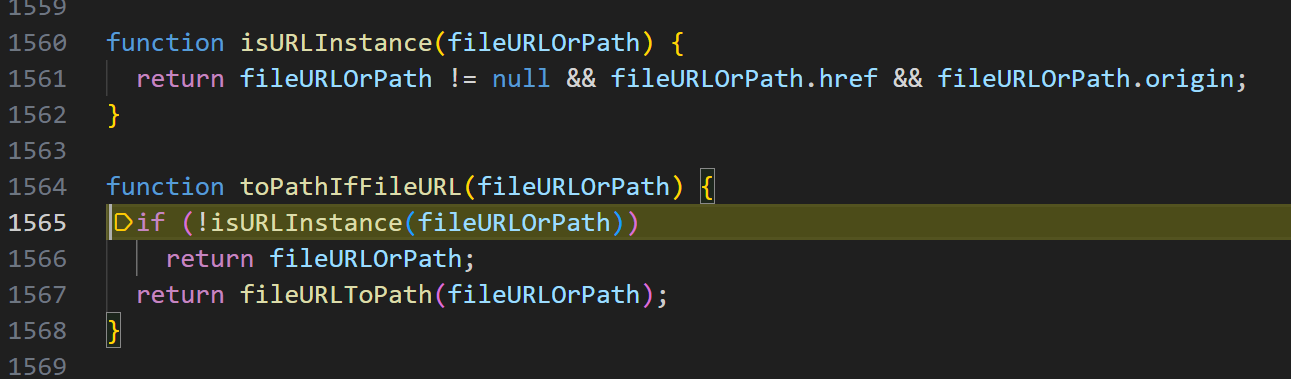 1559
1560 function isURLInstance(fileURLOrPath) {
1561   return fileURLOrPath != null && fileURLOrPath.href && fileURLOrPath.origin;
1562 }
1563
1564 function toPathIfFileURL(fileURLOrPath) {
1565   if (!isURLInstance(fileURLOrPath))
1566     return fileURLOrPath;
1567   return fileURLToPath(fileURLOrPath);
1568 }
1569